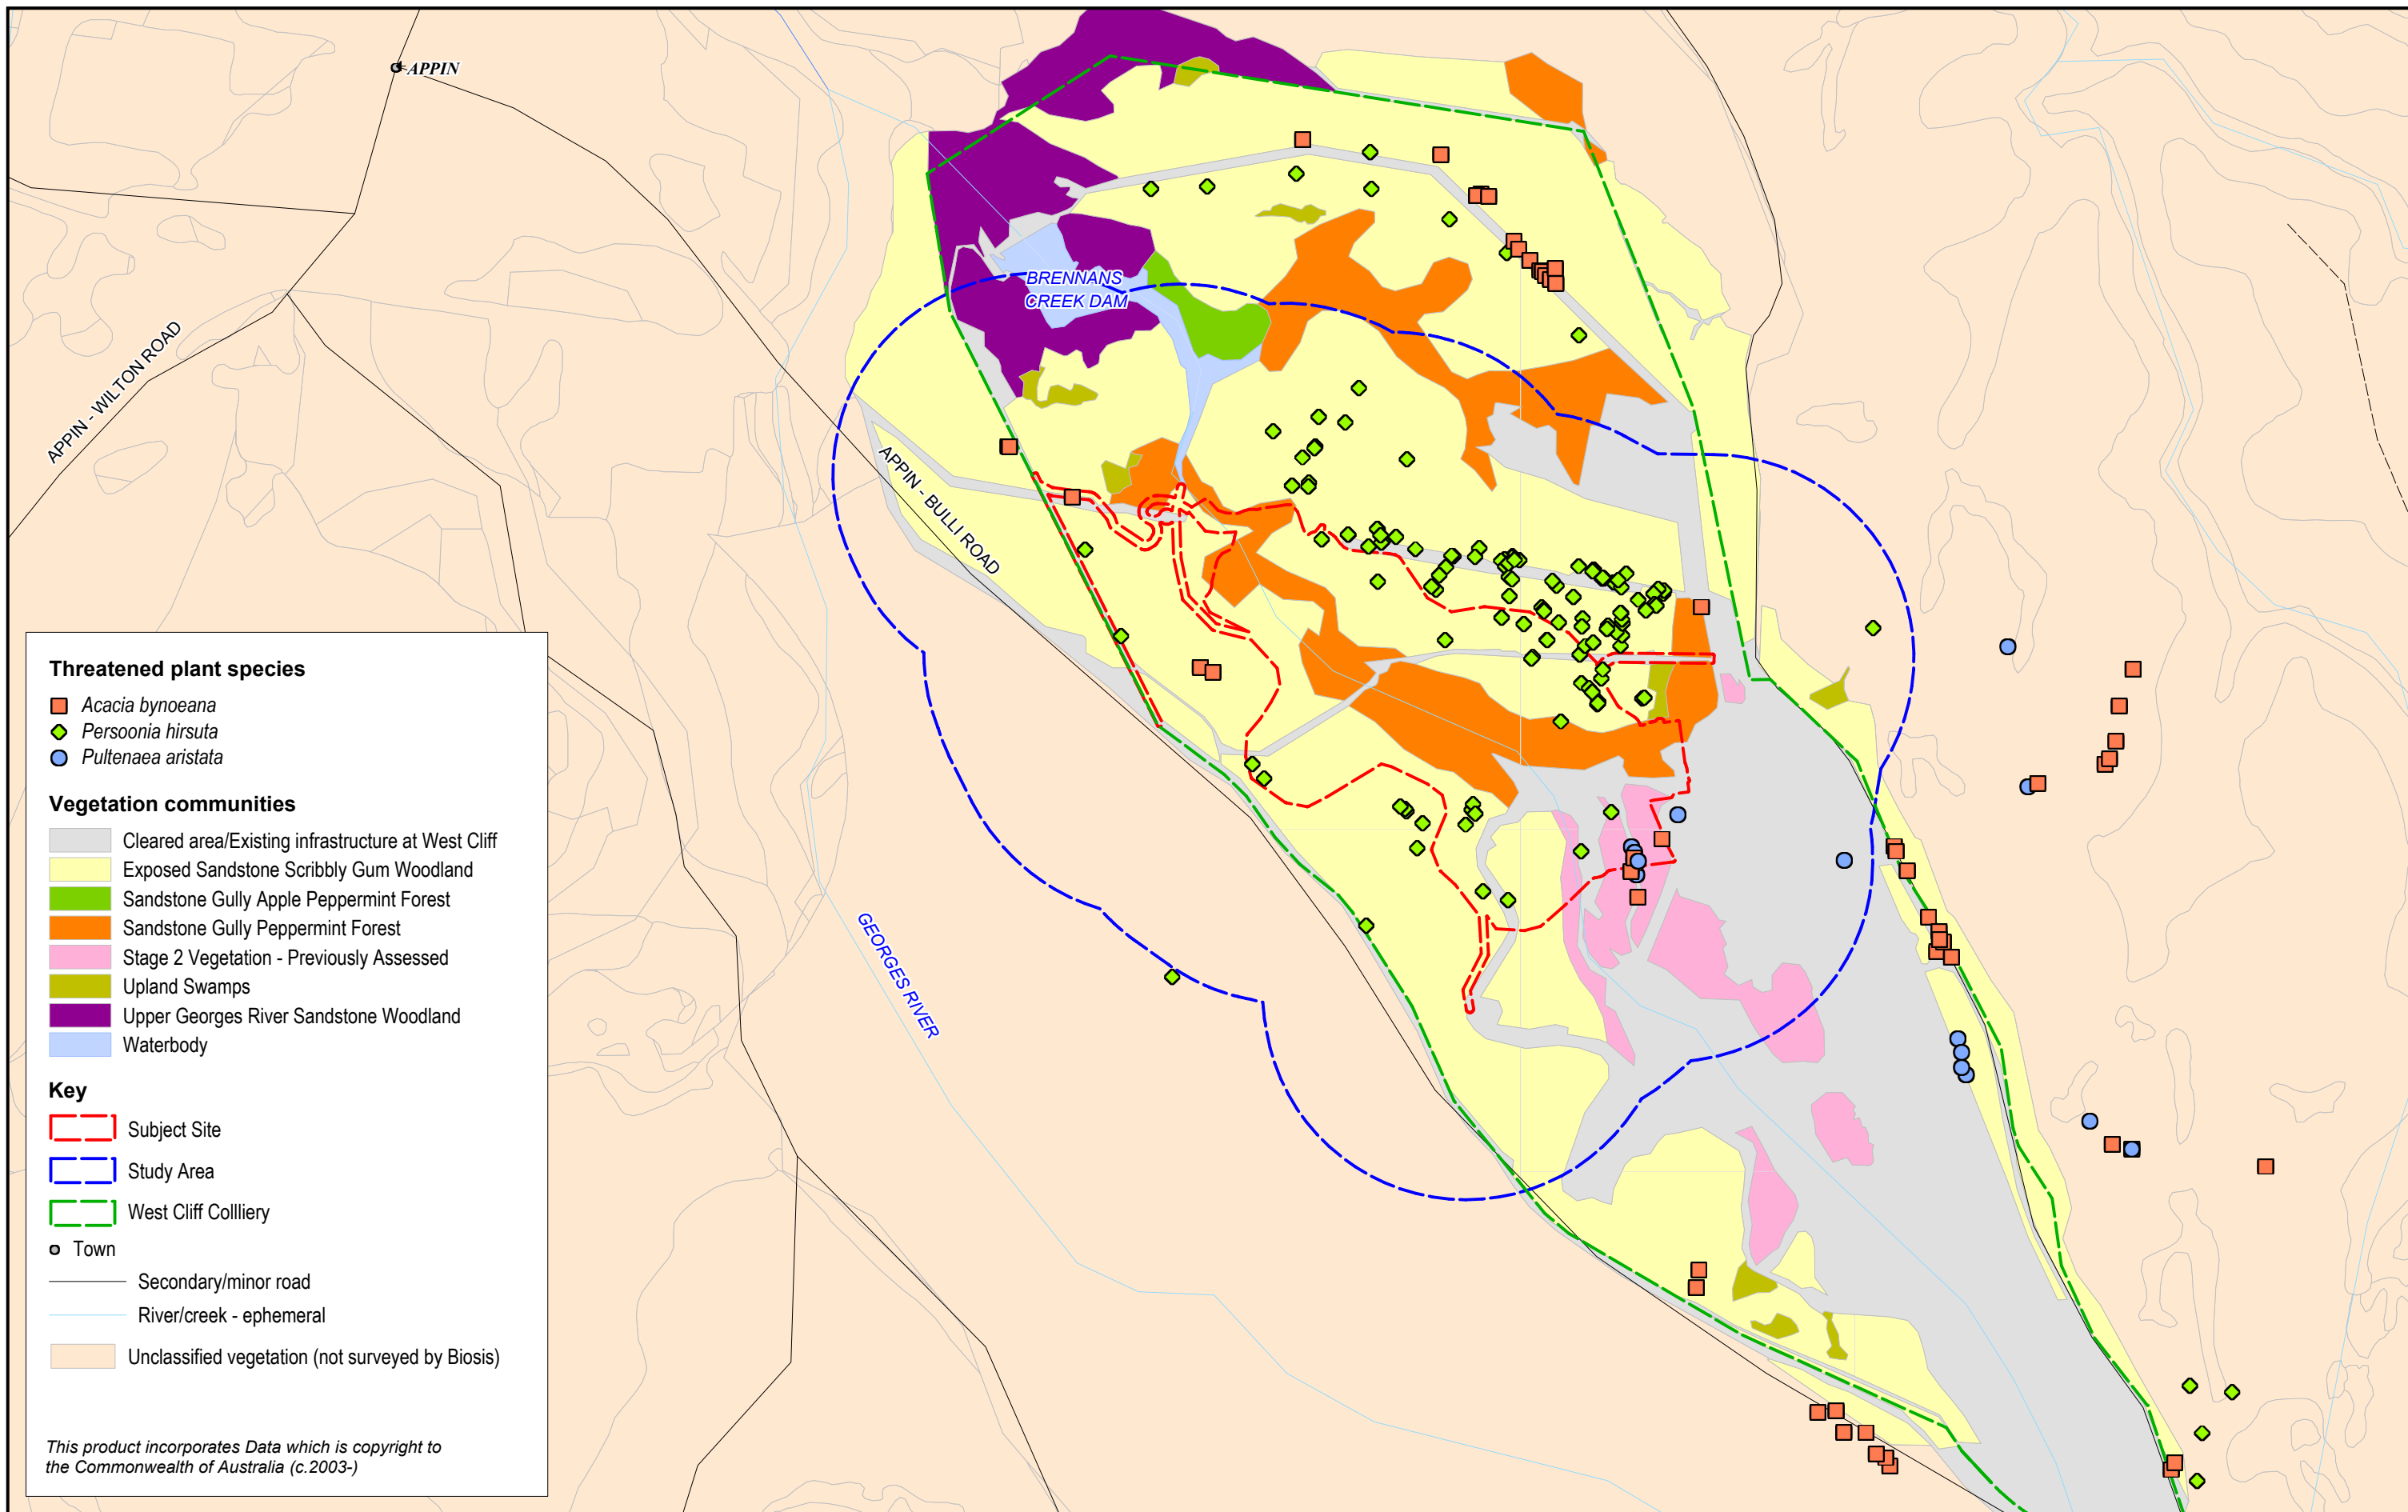 APPIN
BRENNANS
CREEK DAM
APPIN - WILTON ROAD
APPIN - BULLI ROAD
GEORGES RIVER
Threatened plant species
Acacia bynoeana
Persoonia hirsuta
Pultenaea aristata
Vegetation communities
Cleared area/Existing infrastructure at West Cliff
Exposed Sandstone Scribbly Gum Woodland
Sandstone Gully Apple Peppermint Forest
Sandstone Gully Peppermint Forest
Stage 2 Vegetation - Previously Assessed
Upland Swamps
Upper Georges River Sandstone Woodland
Waterbody
Key
Subject Site
Study Area
West Cliff Collliery
Town
Secondary/minor road
River/creek - ephemeral
Unclassified vegetation (not surveyed by Biosis)
This product incorporates Data which is copyright to
the Commonwealth of Australia (c.2003-)